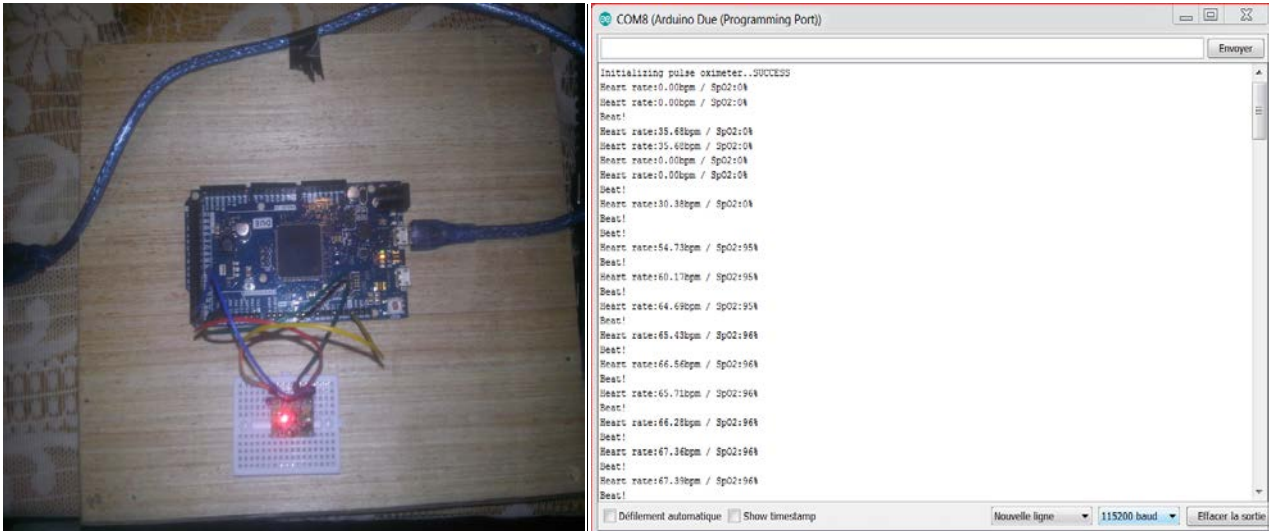 COM8 (Arduino Due (Programming Port))
Envoyer
Initializing pulse oximeter..SUCCESS
Heart rate:0.00bpm / SpO2:0%
Heart rate:0.00bpm / SpO2:0%
Beat!
Heart rate:35.68bpm / SpO2:0%
Heart rate:35.68bpm / SpO2:0%
Heart rate:0.00bpm / SpO2:0%
Heart rate:0.00bpm / SpO2:0%
Beat!
Heart rate:30.38bpm / SpO2:0%
Beat!
Beat!
Heart rate:54.73bpm / SpO2:95%
Beat!
Heart rate:60.17bpm / SpO2:95%
Beat!
Heart rate:64.69bpm / SpO2:95%
Beat!
Heart rate:65.43bpm / SpO2:96%
Beat!
Heart rate:66.56bpm / SpO2:96%
Beat!
Heart rate:65.71bpm / SpO2:96%
Beat!
Heart rate:66.28bpm / SpO2:96%
Beat!
Heart rate:67.36bpm / SpO2:96%
Beat!
Heart rate:67.39bpm / SpO2:96%
Beat!
Défilement automatique Show timestamp Nouvelle ligne 115200 baud Effacer la sortie
DUE